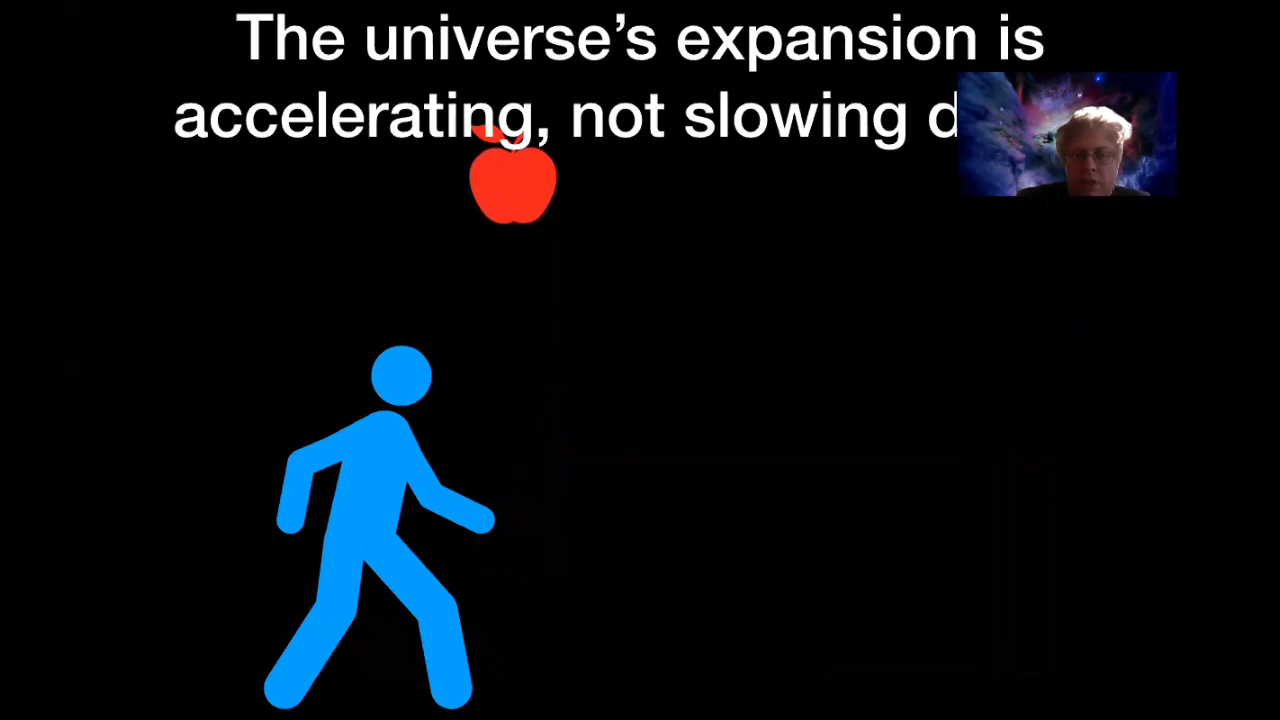 The universe’s expansion is
accelerating, not slowing d